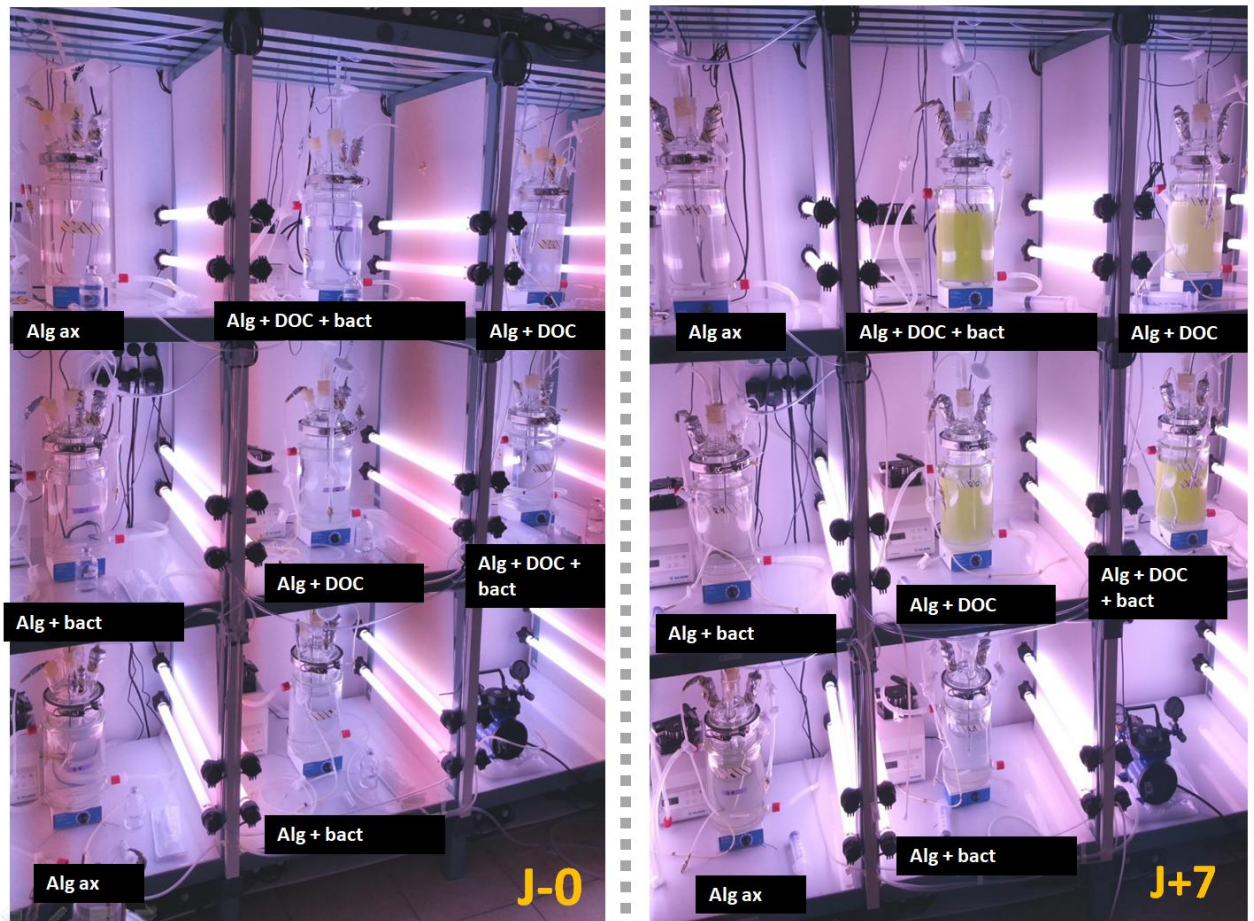 Alg ax
Alg + DOC + bact
Alg + DOC
Alg + bact
Alg + DOC
Alg + DOC +
bact
Alg ax
Alg + bact
J-0
Alg ax
Alg + DOC + bact
Alg + DOC
Alg + bact
Alg + DOC
Alg + DOC
+ bact
Alg ax
Alg + bact
J+7